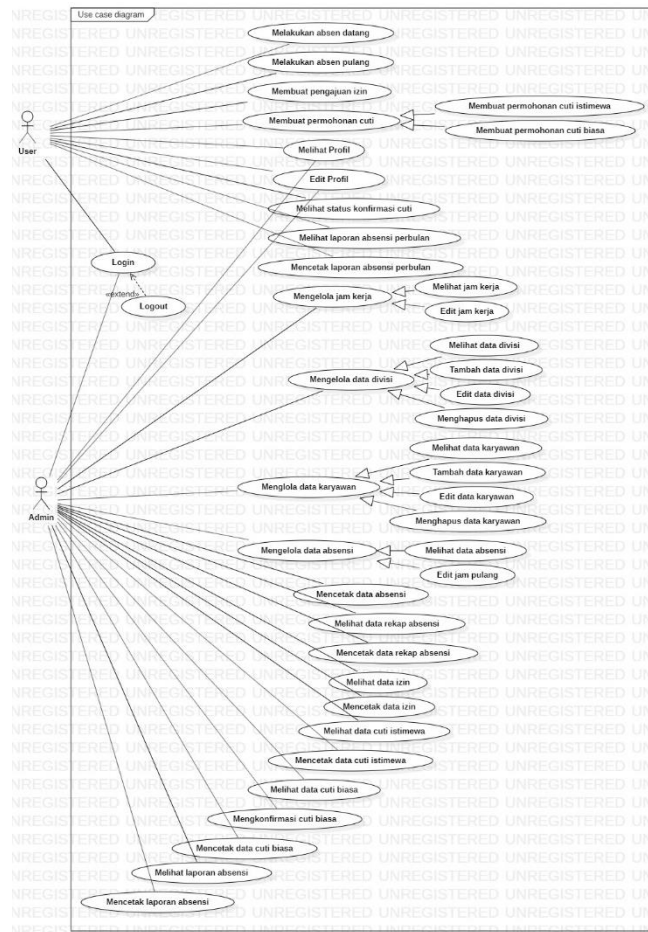 Use case diagram
Melakukan absen datang
Melakukan absen pulang
Membuat pengajuan izin
Membuat permohonan cuti istimewa
Membuat permohonan cuti
Membuat permohonan cuti biasa
User
Melihat Profil
Edit Profil
Melihat status konfirmasi cuti
Melihat laporan absensi perbulan
Login
Mencetak laporan absensi perbulan
Melihat jam kerja
Mengelola jam kerja
«extend»
Logout
Edit jam kerja
Melihat data divisi
Tambah data divisi
Mengelola data divisi
Edit data divisi
Menghapus data divisi
Melihat data karyawan
Tambah data karyawan
Menglola data karyawan
Edit data karyawan
Admin
Menghapus data karyawan
Mengelola data absensi
Melihat data absensi
Edit jam pulang
Mencetak data absensi
Melihat data rekap absensi
Mencetak data rekap absensi
Melihat data izin
Mencetak data izin
Melihat data cuti istimewa
Mencetak data cuti istimewa
Melihat data cuti biasa
Mengkonfirmasi cuti biasa
Mencetak data cuti biasa
Melihat laporan absensi
Mencetak laporan absensi
UNREGISTERED